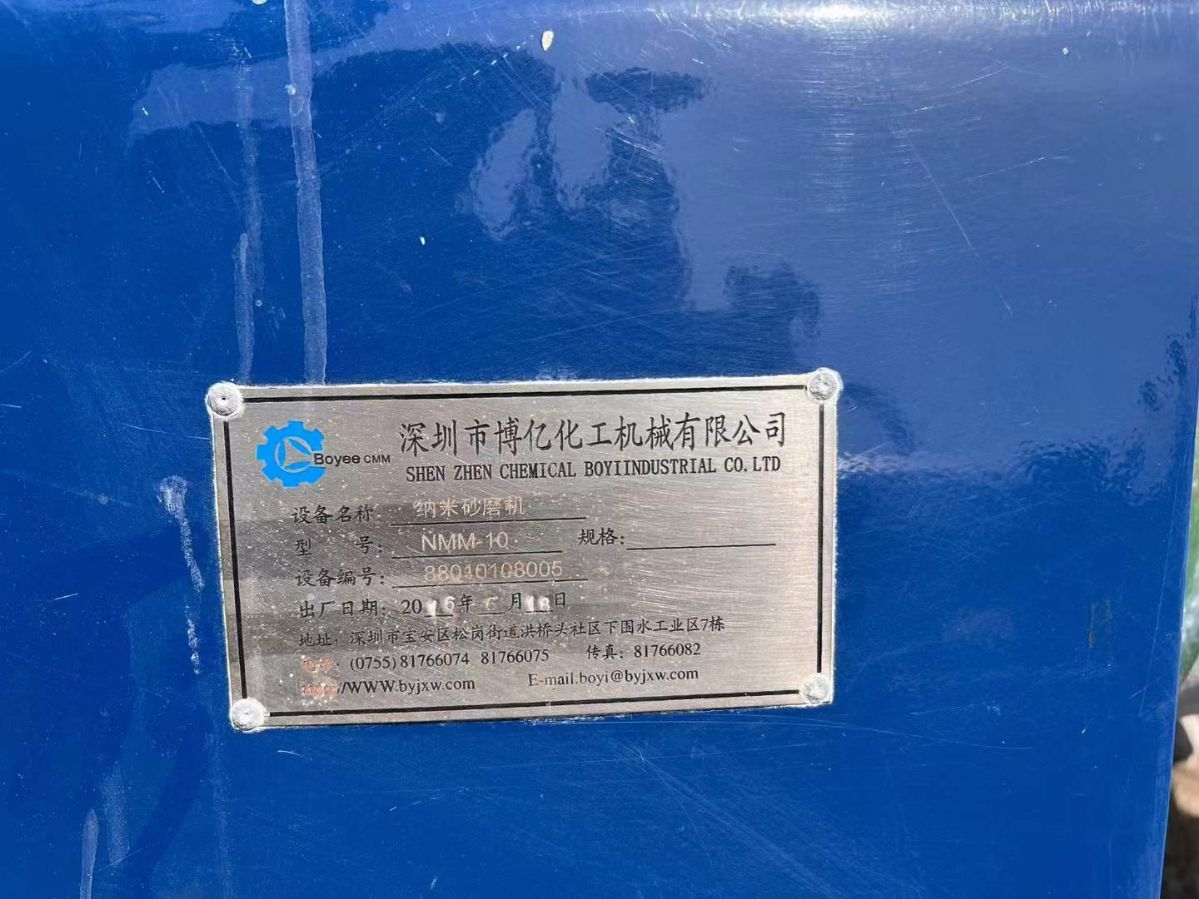 Boyee CMM
深圳市博亿化工机械有限公司
SHEN ZHEN CHEMICAL BOYIINDUSTRIAL CO.LTD
设备名称: 纳米砂磨机
型 号: NMM-10 规格:
设备编号: 88010108005
出厂日期: 20 年 月 日
地址: 深圳市宝安区松岗街道洪桥头社区下围水工业区7栋
: (0755)81766074 81766075 传真: 81766082
WWW.byjxw.com E-mail.boyi@byjxw.com